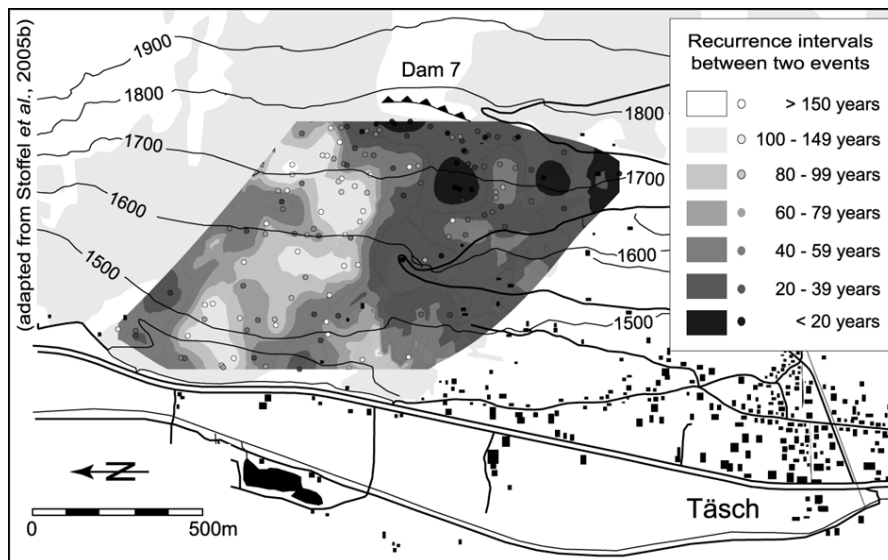 (adapted from Stoffel et al., 2005b)
1900
1800
1700
1600
1500
Dam 7
1800
1700
1600
1500
Recurrence intervals
between two events
> 150 years
100 - 149 years
80 - 99 years
60 - 79 years
40 - 59 years
20 - 39 years
< 20 years
N
0
500m
Täsch